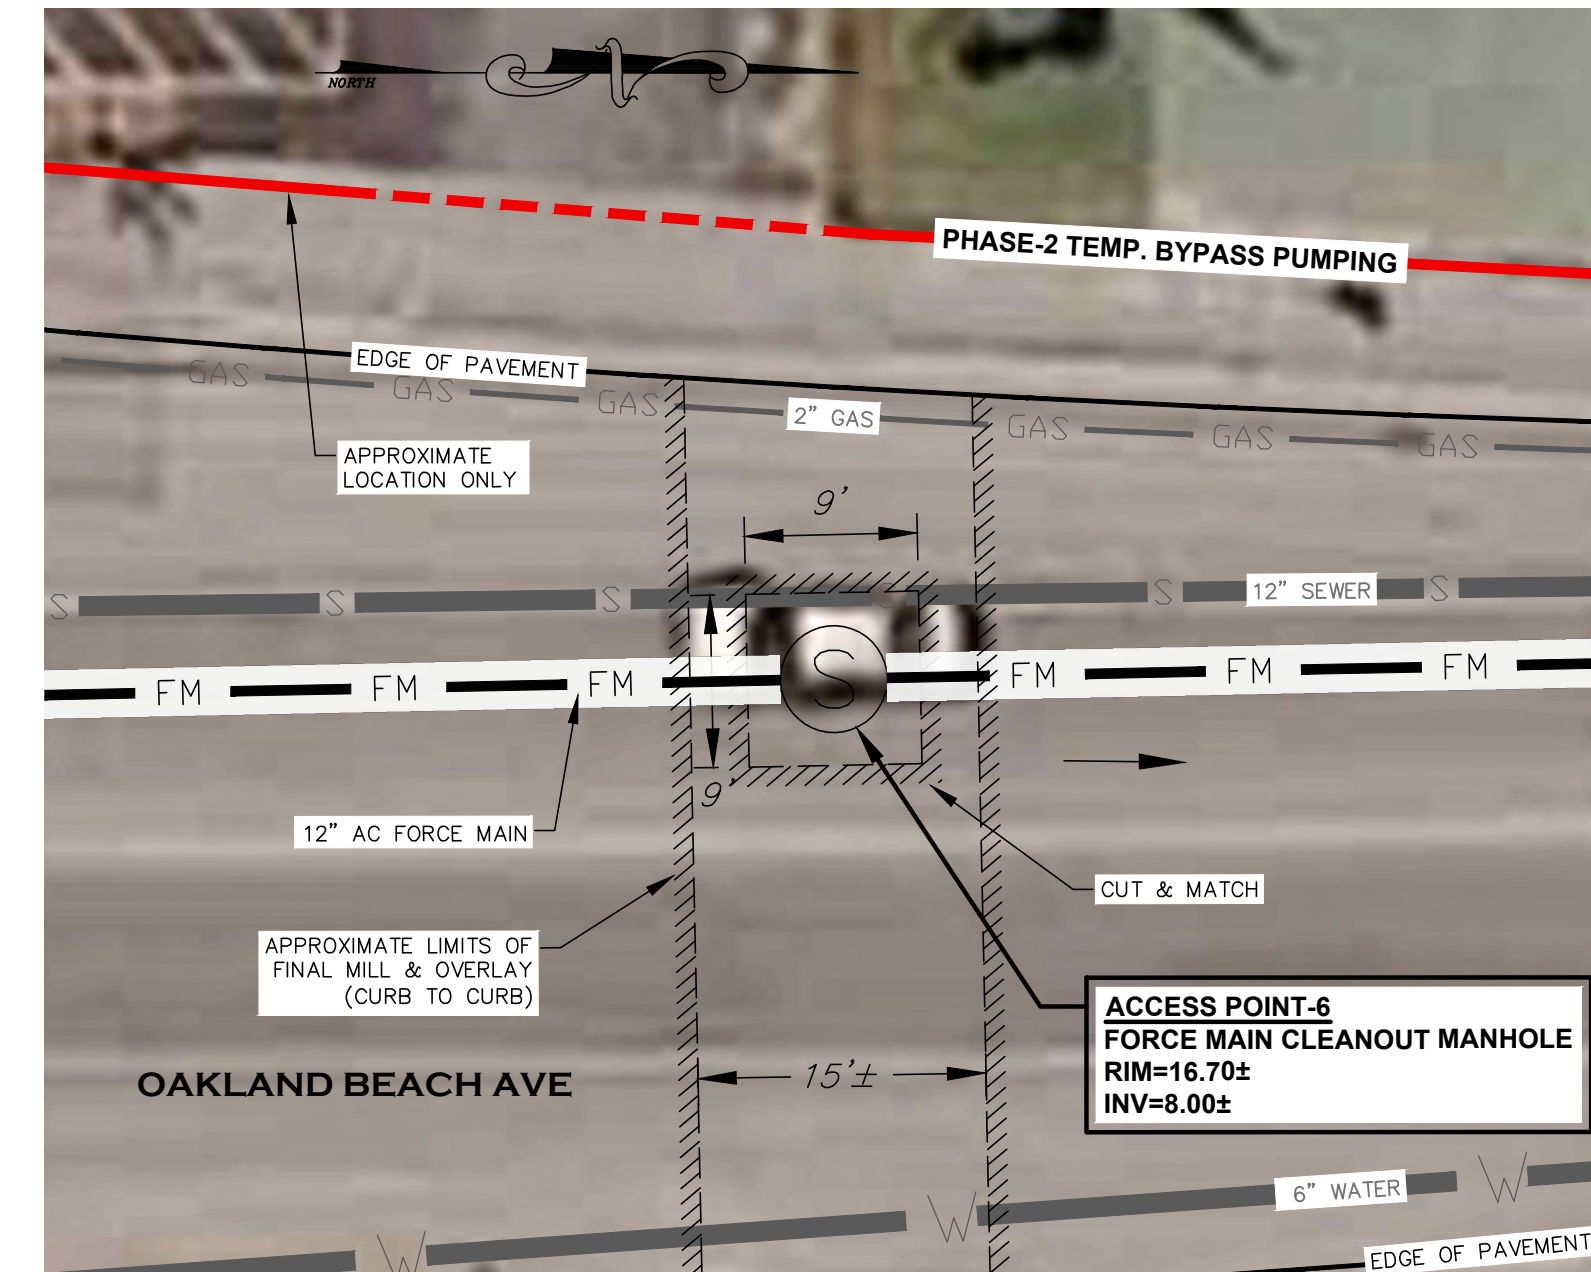 NORTH
PHASE-2 TEMP. BYPASS PUMPING
EDGE OF PAVEMENT
GAS GAS GAS 2" GAS GAS GAS GAS
APPROXIMATE
LOCATION ONLY
9'
S S S S S 12" SEWER S
S
FM FM FM FM FM FM
9'
12" AC FORCE MAIN
CUT & MATCH
APPROXIMATE LIMITS OF
FINAL MILL & OVERLAY
(CURB TO CURB)
ACCESS POINT-6
FORCE MAIN CLEANOUT MANHOLE
RIM=16.70±
INV=8.00±
OAKLAND BEACH AVE
15'±
W W 6" WATER W
EDGE OF PAVEMENT